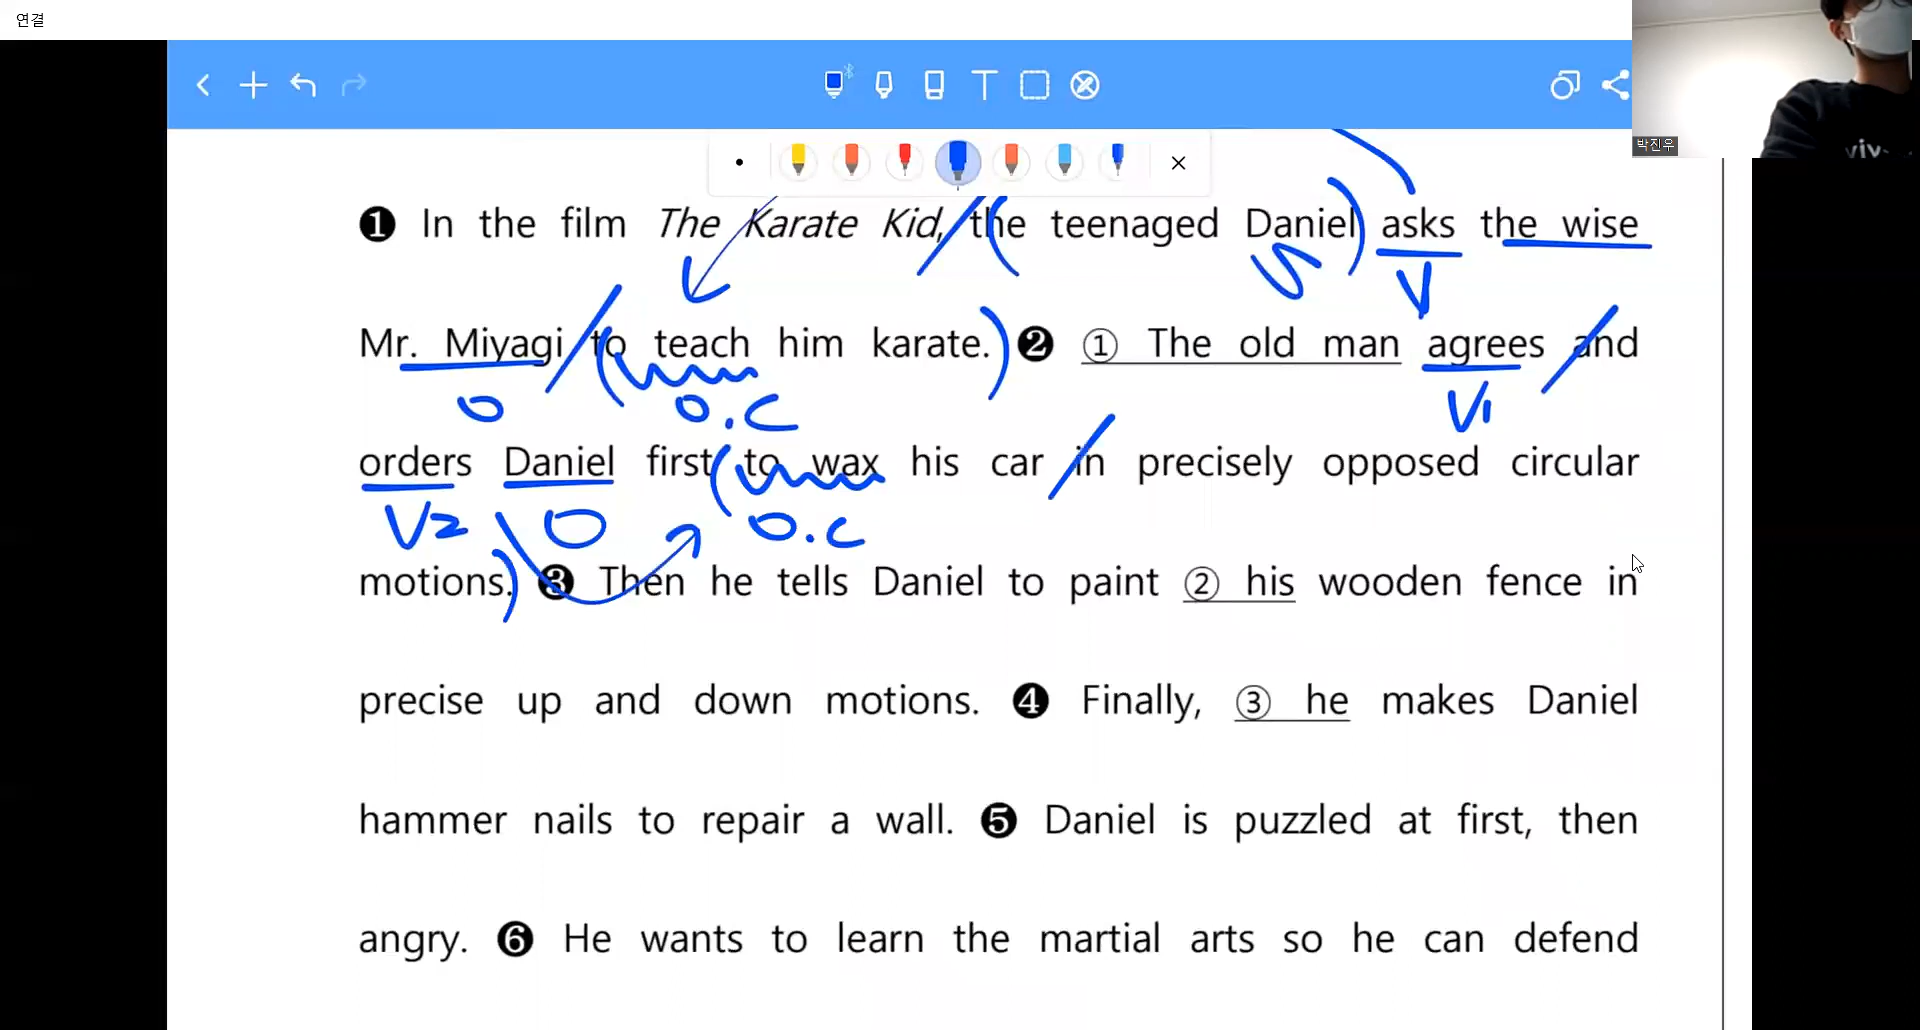 연결
박진우
❶ In the film The Karate Kid, the teenaged Daniel asks the wise
S V
Mr. Miyagi to teach him karate. ❷ ① The old man agrees and
O O.C V1
orders Daniel first to wax his car in precisely opposed circular
V2 O O.C
motions. ❸ Then he tells Daniel to paint ② his wooden fence in
precise up and down motions. ❹ Finally, ③ he makes Daniel
hammer nails to repair a wall. ❺ Daniel is puzzled at first, then
angry. ❻ He wants to learn the martial arts so he can defend